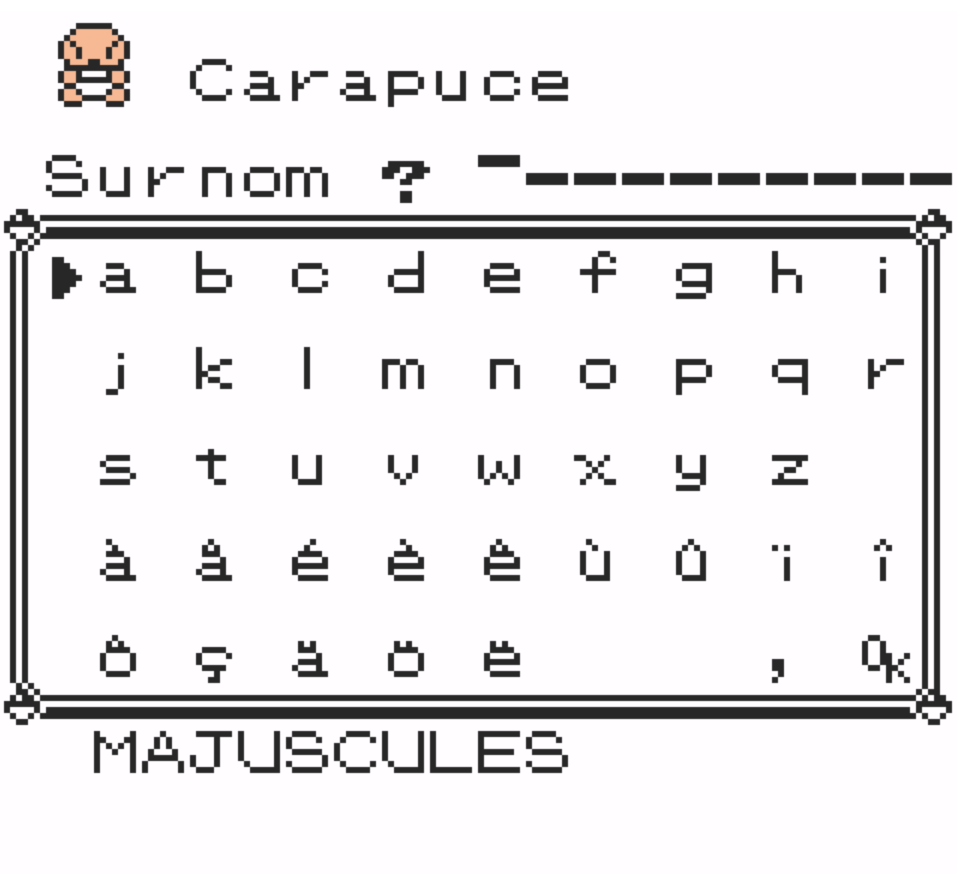 Carapuce
Surnom ?
a b c d e f g h i
j k l m n o p q r
s t u v w x y z
à â é è ê ù û ï î
ô ç ä ö ë , Ok
MAJUSCULES